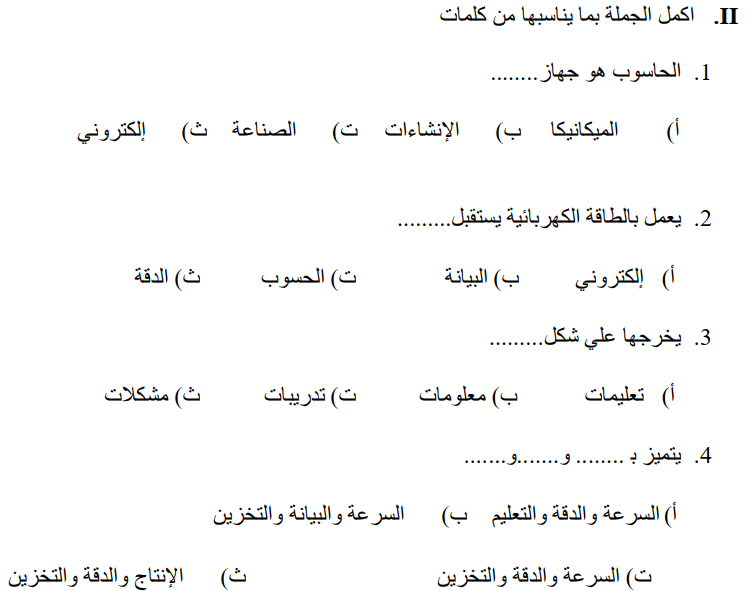 II. اكمل الجملة بما يناسبها من كلمات
1. الحاسوب هو جهاز........
أ) الميكانيكا ب) الإنشاءات ت) الصناعة ث) إلكتروني
2. يعمل بالطاقة الكهربائية يستقبل.........
أ) إلكتروني ب) البيانة ت) الحسوب ث) الدقة
3. يخرجها علي شكل.........
أ) تعليمات ب) معلومات ت) تدريبات ث) مشكلات
4. يتميز بـ ........ و.......و.......
أ) السرعة والدقة والتعليم ب) السرعة والبيانة والتخزين
ت) السرعة والدقة والتخزين ث) الإنتاج والدقة والتخزين